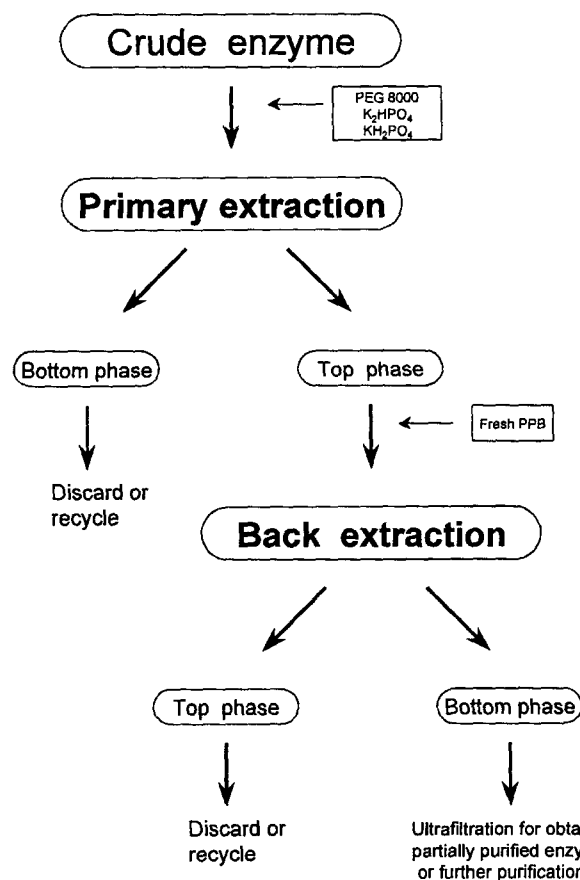 Crude enzyme
PEG 8000
K₂HPO₄
KH₂PO₄
Primary extraction
Bottom phase
Top phase
Fresh PPB
Discard or
recycle
Back extraction
Top phase
Bottom phase
Discard or
recycle
Ultrafiltration for obta
partially purified enzy
or further purification